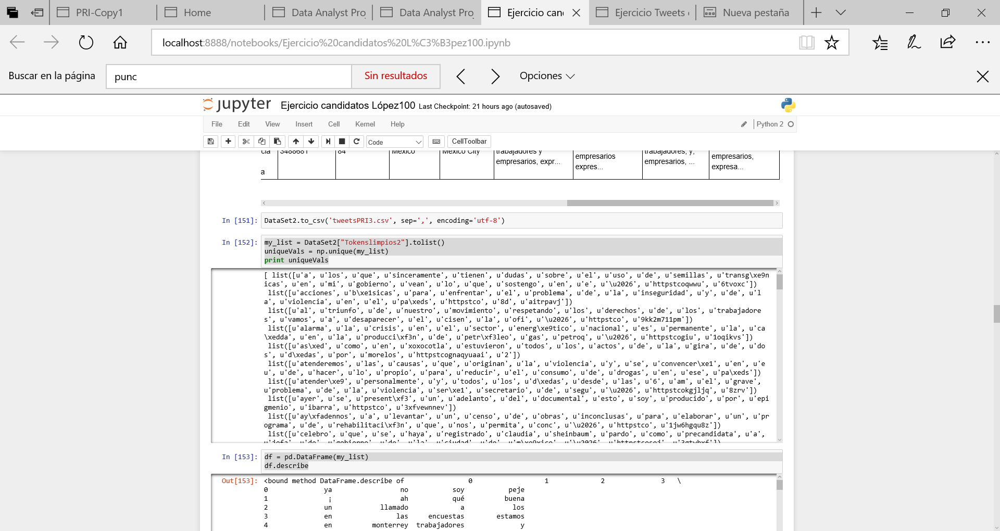 PRI-Copy1
Home
Data Analyst Pro
Data Analyst Pro
Ejercicio can
Ejercicio Tweets
Nueva pestaña
localhost:8888/notebooks/Ejercicio%20candidatos%20L%C3%B3pez100.ipynb
Buscar en la página
punc
Sin resultados
Opciones
jupyter
Ejercicio candidatos López100 Last Checkpoint: 21 hours ago (autosaved)
File Edit View Insert Cell Kernel Help
Python 2
Code
CellToolbar
cia 3488681 84 Mexico Mexico City trabajadores y trabajadores, y,
empresarios empresarios,
empresarios, expr... empresarios, ...
expres... expresa...
a
In [151]: DataSet2.to_csv('tweetsPRI3.csv', sep=',', encoding='utf-8')
In [152]: my_list = DataSet2["Tokenslimpios2"].tolist()
uniqueVals = np.unique(my_list)
print uniqueVals
[ list([u'a', u'los', u'que', u'sinceramente', u'tienen', u'dudas', u'sobre', u'el', u'uso', u'de', u'semillas', u'transg\xe9n
icas', u'en', u'mi', u'gobierno', u'vean', u'lo', u'que', u'sostengo', u'en', u'e', u'\u2026', u'httpstcoqwwu', u'6tvoxc'])
list([u'acciones', u'b\xe1sicas', u'para', u'enfrentar', u'el', u'problema', u'de', u'la', u'inseguridad', u'y', u'de', u'l
a', u'violencia', u'en', u'el', u'pa\xeds', u'httpstco', u'8d', u'aitrpavj'])
list([u'al', u'triunfo', u'de', u'nuestro', u'movimiento', u'respetando', u'los', u'derechos', u'de', u'los', u'trabajadore
s', u'vamos', u'a', u'desaparecer', u'el', u'cisen', u'la', u'ofi', u'\u2026', u'httpstco', u'9kk2m711pm'])
list([u'alarma', u'la', u'crisis', u'en', u'el', u'sector', u'energ\xe9tico', u'nacional', u'es', u'permanente', u'la', u'ca
\xedda', u'en', u'la', u'producci\xf3n', u'de', u'petr\xf3leo', u'gas', u'petroq', u'\u2026', u'httpstcogiu', u'1oqikvs'])
list([u'as\xed', u'como', u'en', u'xoxocotla', u'estuvieron', u'todos', u'los', u'actos', u'de', u'la', u'gira', u'de', u'do
s', u'd\xedas', u'por', u'morelos', u'httpstcognaqyuaai', u'2'])
list([u'atenderemos', u'las', u'causas', u'que', u'originan', u'la', u'violencia', u'y', u'se', u'convencer\xe1', u'en', u'e
u', u'de', u'hacer', u'lo', u'propio', u'para', u'reducir', u'el', u'consumo', u'de', u'drogas', u'en', u'ese', u'pa\xeds'])
list([u'atender\xe9', u'personalmente', u'y', u'todos', u'los', u'd\xedas', u'desde', u'las', u'6', u'am', u'el', u'grave',
u'problema', u'de', u'la', u'violencia', u'ser\xe1', u'secretario', u'de', u'segu', u'\u2026', u'httpstcokgjljq', u'8zrv'])
list([u'ayer', u'se', u'present\xf3', u'un', u'adelanto', u'del', u'documental', u'esto', u'soy', u'producido', u'por', u'epi
gmenio', u'ibarra', u'httpstco', u'3xfvewnnev'])
list([u'ay\xfadennos', u'a', u'levantar', u'un', u'censo', u'de', u'obras', u'inconclusas', u'para', u'elaborar', u'un', u'pr
ograma', u'de', u'rehabilitaci\xf3n', u'que', u'nos', u'permita', u'conc', u'\u2026', u'httpstco', u'1jw6hgqu8z'])
list([u'celebro', u'que', u'se', u'haya', u'registrado', u'claudia', u'sheinbaum', u'pardo', u'como', u'precandidata', u'a',
u'jefa', u'de', u'gobierno', u'de', u'la', u'ciudad', u'de', u'm\xe9xico', u'\u2026', u'httpstcosoj', u'3gtwbxf'])
In [153]: df = pd.DataFrame(my_list)
df.describe
Out[153]: <bound method DataFrame.describe of 0 1 2 3 \
0 ya no soy peje
1 ¡ ah qué buena
2 un llamado a los
3 en las encuestas estamos
4 en monterrey trabajadores y